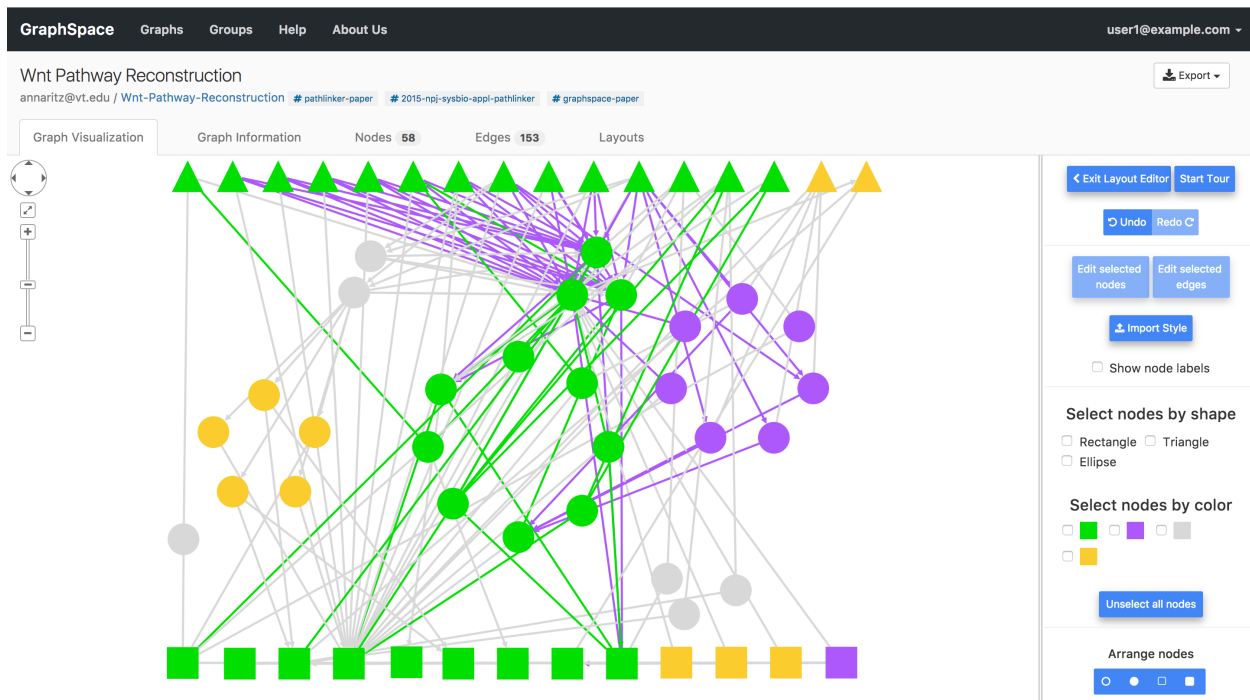 GraphSpace Graphs Groups Help About Us user1@example.com
Wnt Pathway Reconstruction Export
annaritz@vt.edu / Wnt-Pathway-Reconstruction # pathlinker-paper # 2015-npj-sysbio-appl-pathlinker # graphspace-paper
Graph Visualization Graph Information Nodes 58 Edges 153 Layouts
Exit Layout Editor Start Tour
Undo Redo
Edit selected nodes Edit selected edges
Import Style
Show node labels
Select nodes by shape
Rectangle Triangle
Ellipse
Select nodes by color
Unselect all nodes
Arrange nodes